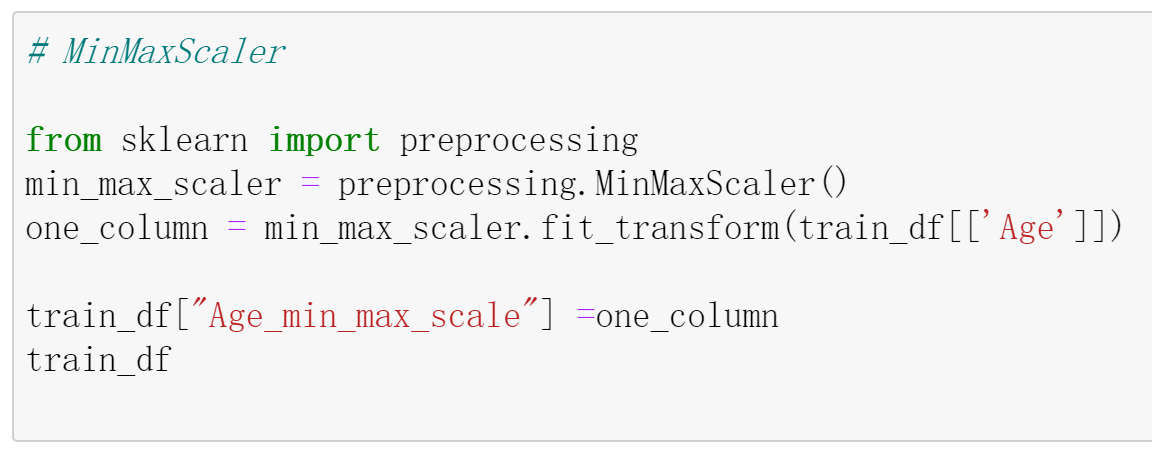 # MinMaxScaler
from sklearn import preprocessing
min_max_scaler = preprocessing.MinMaxScaler()
one_column = min_max_scaler.fit_transform(train_df[['Age']])
train_df["Age_min_max_scale"] =one_column
train_df